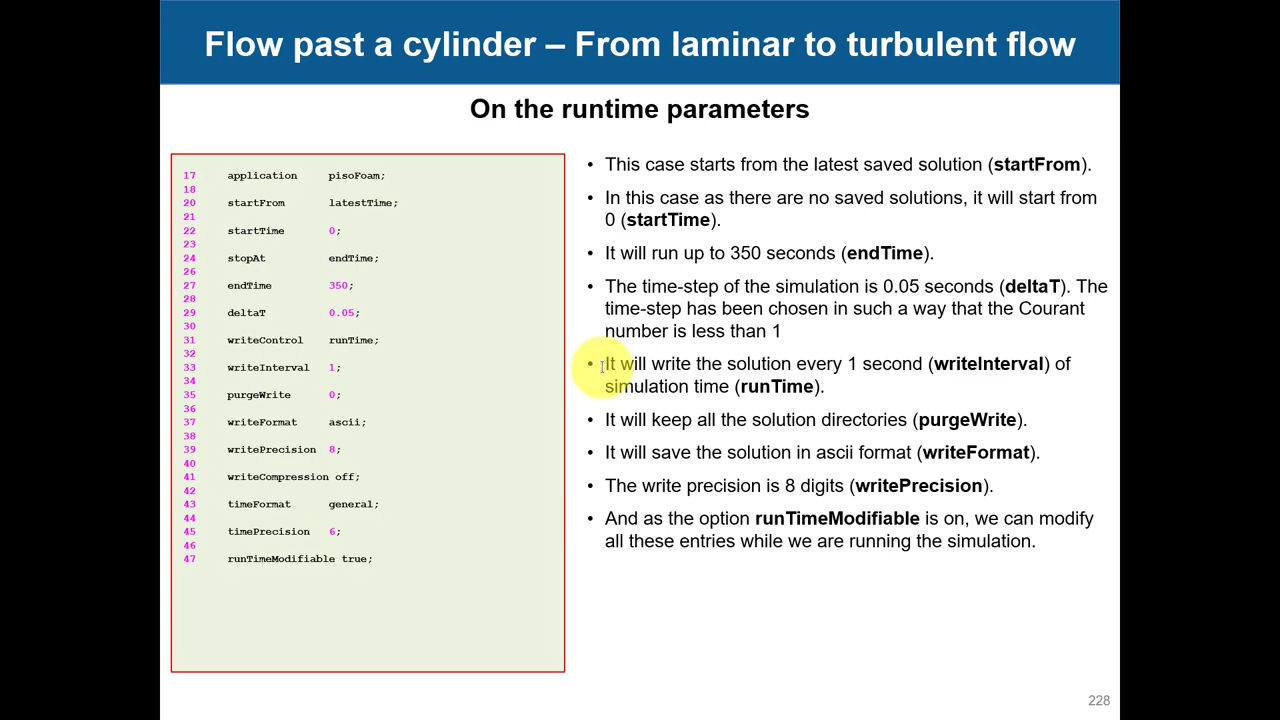 Flow past a cylinder – From laminar to turbulent flow
On the runtime parameters
17 application pisoFoam;
18
20 startFrom latestTime;
21
22 startTime 0;
23
24 stopAt endTime;
26
27 endTime 350;
28
29 deltaT 0.05;
30
31 writeControl runTime;
32
33 writeInterval 1;
34
35 purgeWrite 0;
36
37 writeFormat ascii;
38
39 writePrecision 8;
40
41 writeCompression off;
42
43 timeFormat general;
44
45 timePrecision 6;
46
47 runTimeModifiable true;
• This case starts from the latest saved solution (startFrom).
• In this case as there are no saved solutions, it will start from
0 (startTime).
• It will run up to 350 seconds (endTime).
• The time-step of the simulation is 0.05 seconds (deltaT). The
time-step has been chosen in such a way that the Courant
number is less than 1
• It will write the solution every 1 second (writeInterval) of
simulation time (runTime).
• It will keep all the solution directories (purgeWrite).
• It will save the solution in ascii format (writeFormat).
• The write precision is 8 digits (writePrecision).
• And as the option runTimeModifiable is on, we can modify
all these entries while we are running the simulation.
228